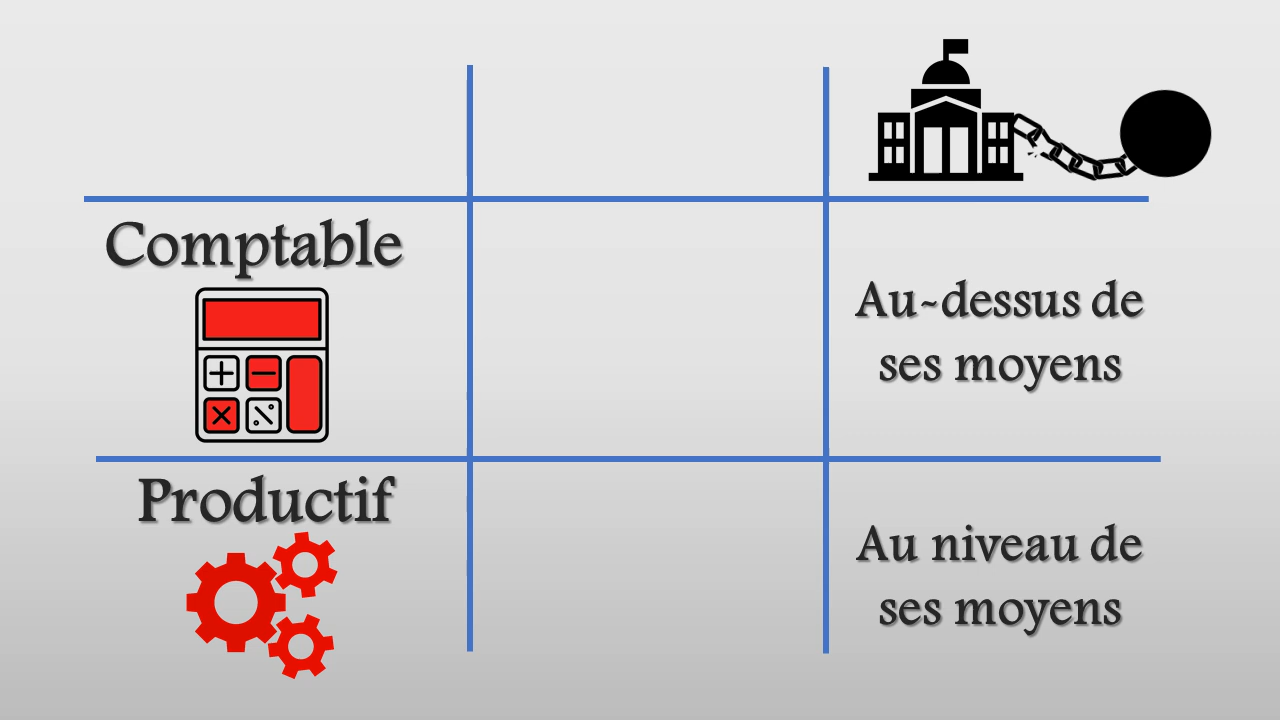 Comptable
Au-dessus de
ses moyens
Productif
Au niveau de
ses moyens